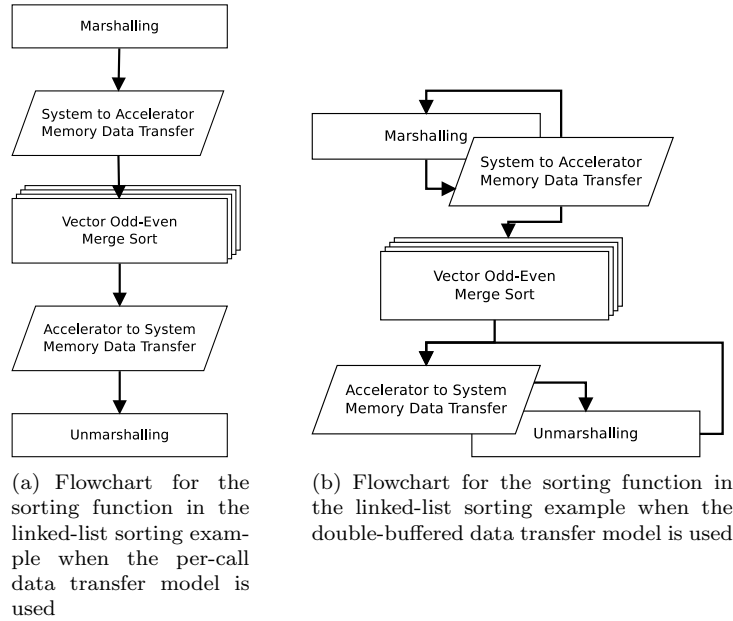 Marshalling
System to Accelerator
Memory Data Transfer
Vector Odd-Even
Merge Sort
Accelerator to System
Memory Data Transfer
Unmarshalling
(a) Flowchart for the
sorting function in the
linked-list sorting exam-
ple when the per-call
data transfer model is
used
Marshalling
System to Accelerator
Memory Data Transfer
Vector Odd-Even
Merge Sort
Accelerator to System
Memory Data Transfer
Unmarshalling
(b) Flowchart for the sorting function in
the linked-list sorting example when the
double-buffered data transfer model is used